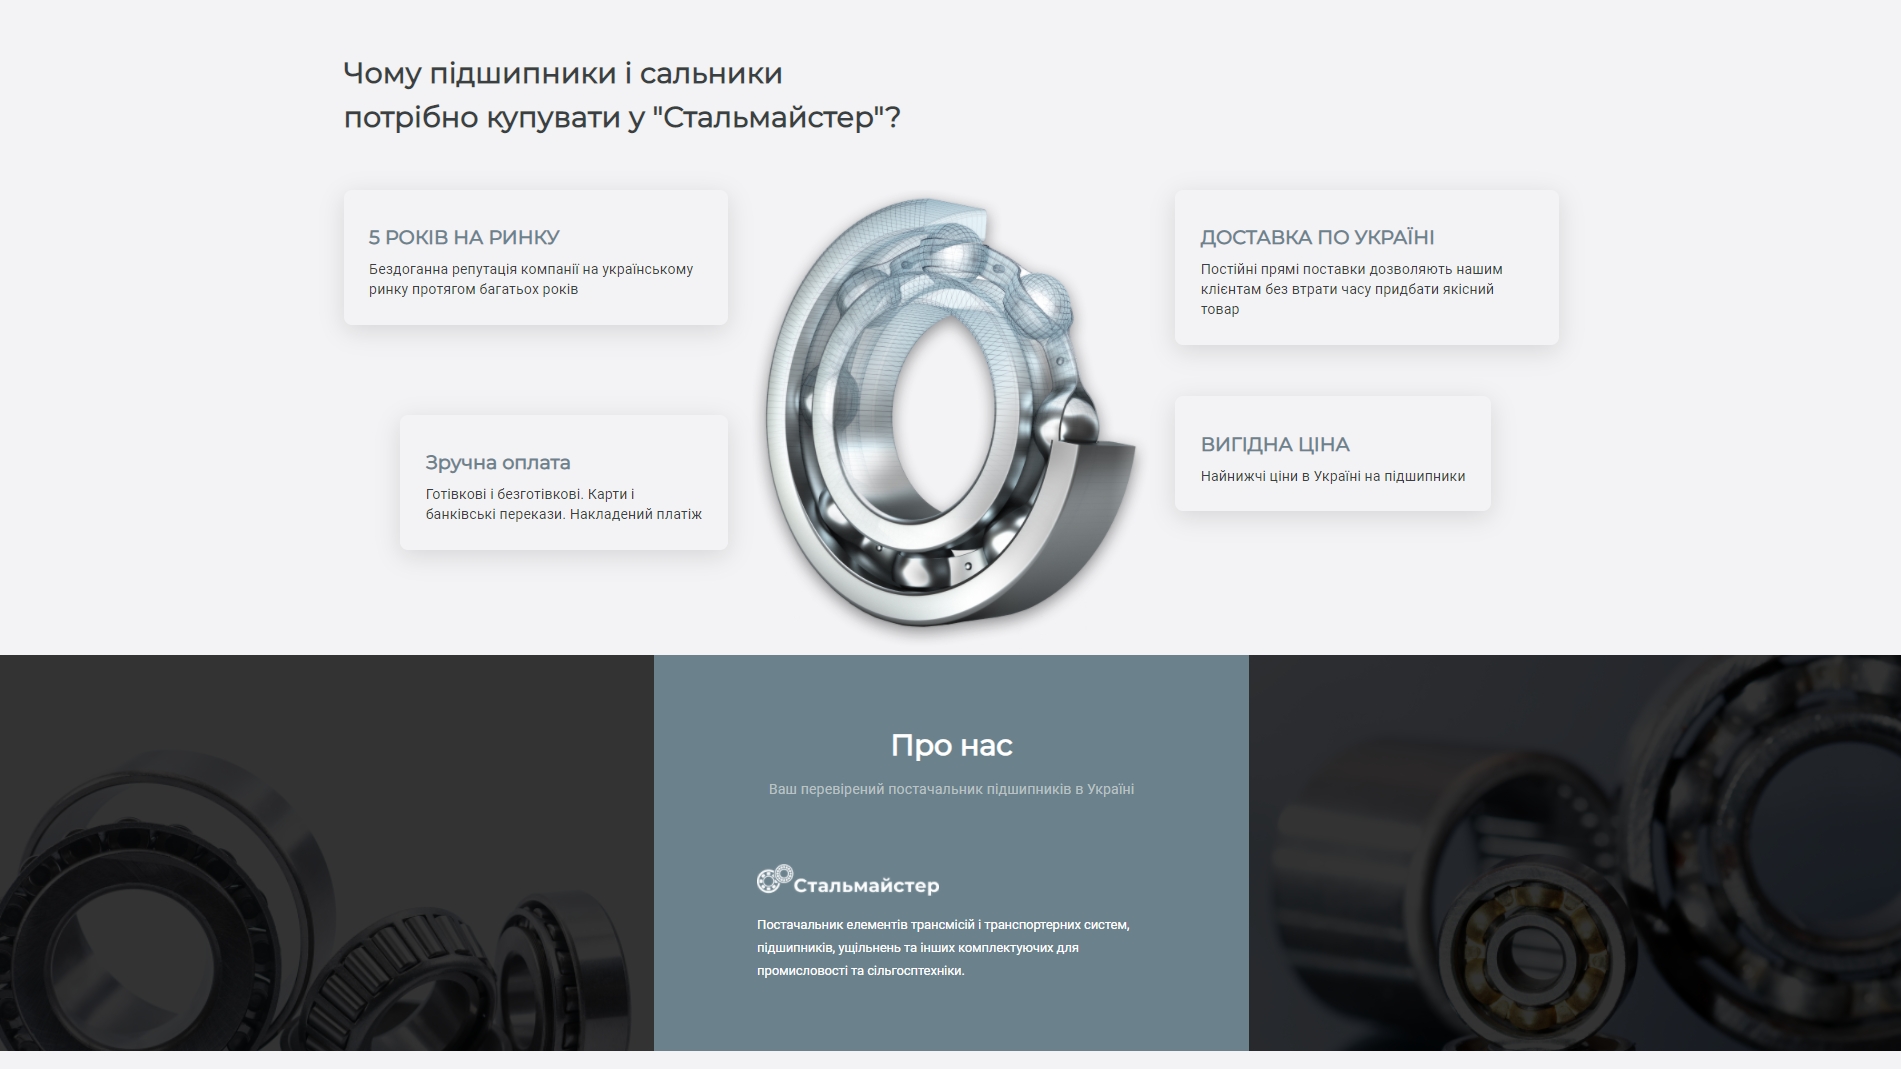 Чому підшипники і сальники
потрібно купувати у "Стальмайстер"?
5 РОКІВ НА РИНКУ
Бездоганна репутація компанії на українському
ринку протягом багатьох років
ДОСТАВКА ПО УКРАЇНІ
Постійні прямі поставки дозволяють нашим
клієнтам без втрати часу придбати якісний
товар
Зручна оплата
Готівкові і безготівкові. Карти і
банківські перекази. Накладений платіж
ВИГІДНА ЦІНА
Найнижчі ціни в Україні на підшипники
Про нас
Ваш перевірений постачальник підшипників в Україні
Стальмайстер
Постачальник елементів трансмісій і транспортерних систем,
підшипників, ущільнень та інших комплектуючих для
промисловості та сільгосптехніки.